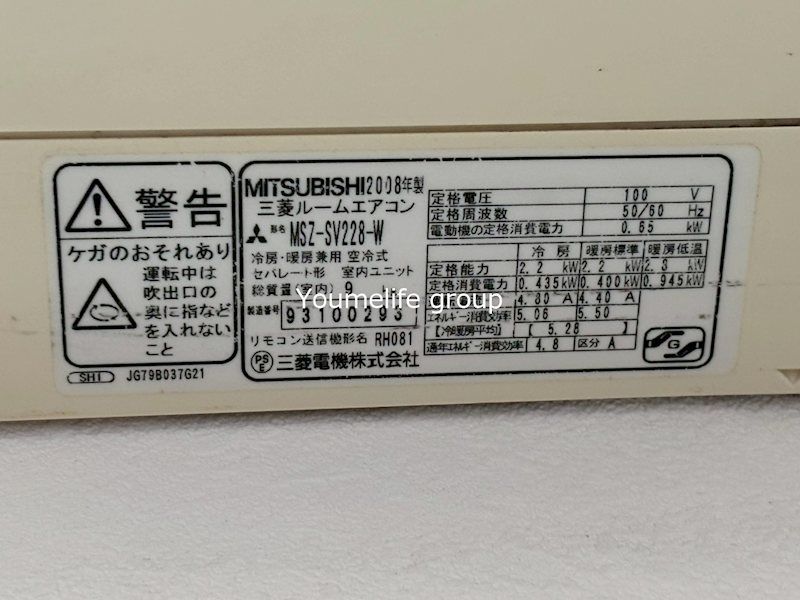 警告
ケガのおそれあり
運転中は
吹出口の
奥に指など
を入れない
こと
SHI JG79B037G21
MITSUBISHI 2008年製
三菱ルームエアコン
形名 MSZ-SV228-W
冷房・暖房兼用 空冷式
セパレート形 室内ユニット
総質量(室内) 9
製造番号 93100293
リモコン送信機形名 RH081
PSE 三菱電機株式会社
定格電圧 100 V
定格周波数 50/60 Hz
電動機の定格消費電力 0.65 kW
冷房 暖房標準 暖房低温
定格能力 2.2 kW 2.2 kW 2.3 kW
定格消費電力 0.435kW 0.400kW 0.945kW
4.80 A 4.40 A
エネルギー消費効率 5.06 5.50
【冷暖房平均】 [ 5.28 ]
通年エネルギー消費効率 4.8 区分 A
G
Youmelife group